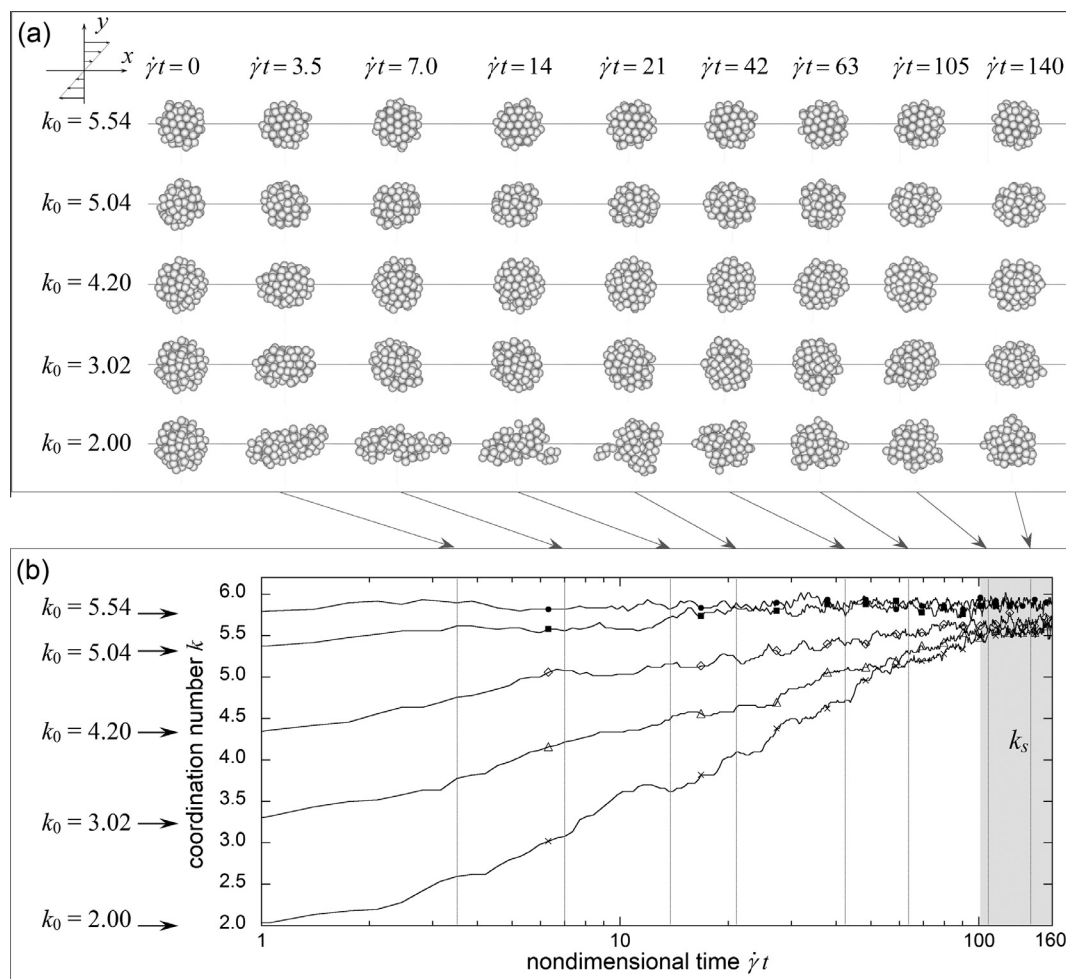 (a)
y
x
γ̇ t = 0 γ̇ t = 3.5 γ̇ t = 7.0 γ̇ t = 14 γ̇ t = 21 γ̇ t = 42 γ̇ t = 63 γ̇ t = 105 γ̇ t = 140
k₀ = 5.54
k₀ = 5.04
k₀ = 4.20
k₀ = 3.02
k₀ = 2.00
(b)
k₀ = 5.54
k₀ = 5.04
k₀ = 4.20
k₀ = 3.02
k₀ = 2.00
coordination number k
6.0
5.5
5.0
4.5
4.0
3.5
3.0
2.5
2.0
kₛ
1 10 100 160
nondimensional time γ̇ t